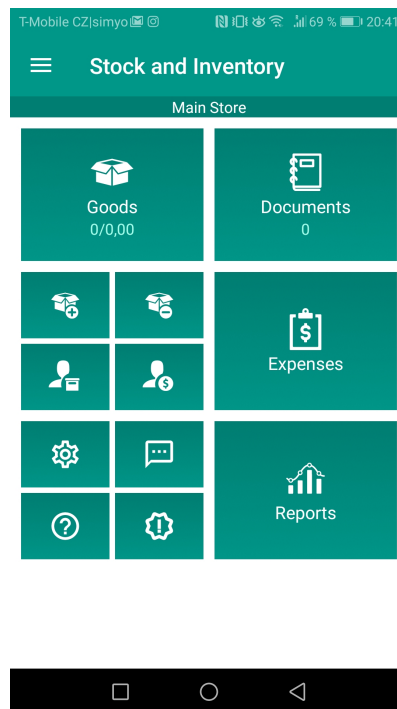 T-Mobile CZ|simyo 69 % 20:41
Stock and Inventory
Main Store
Goods
0/0,00
Documents
0
Expenses
Reports